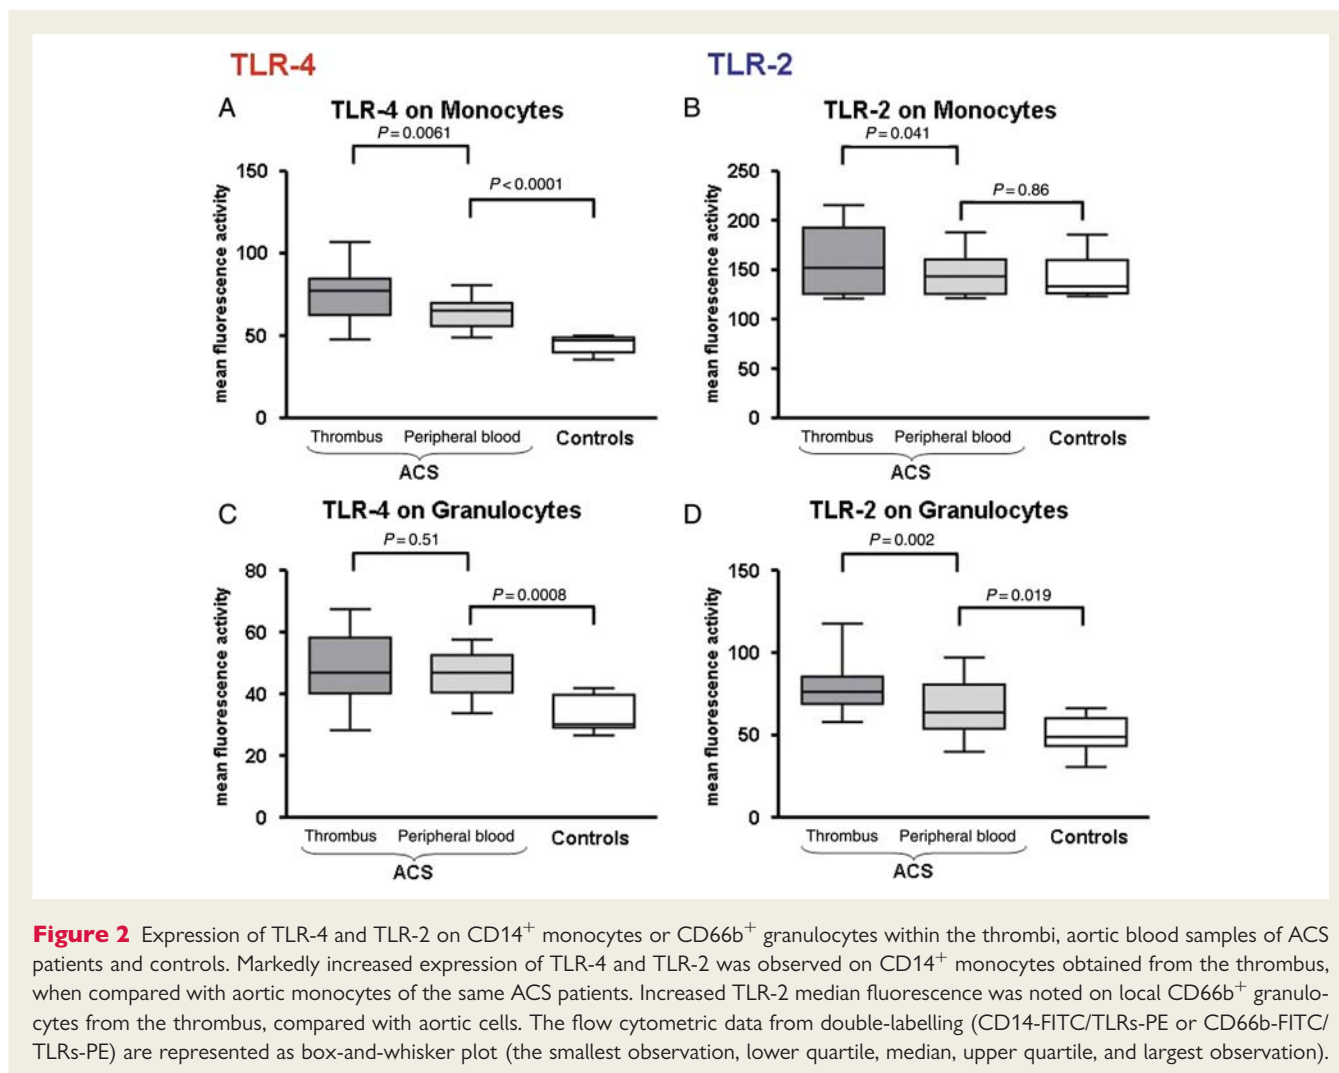 TLR-4
TLR-2
A
TLR-4 on Monocytes
P=0.0061
P<0.0001
mean fluorescence activity
150
100
50
0
Thrombus Peripheral blood Controls
ACS
B
TLR-2 on Monocytes
P=0.041
P=0.86
mean fluorescence activity
250
200
150
100
50
0
Thrombus Peripheral blood Controls
ACS
C
TLR-4 on Granulocytes
P=0.51
P=0.0008
mean fluorescence activity
80
60
40
20
0
Thrombus Peripheral blood Controls
ACS
D
TLR-2 on Granulocytes
P=0.002
P=0.019
mean fluorescence activity
150
100
50
0
Thrombus Peripheral blood Controls
ACS
Figure 2 Expression of TLR-4 and TLR-2 on CD14⁺ monocytes or CD66b⁺ granulocytes within the thrombi, aortic blood samples of ACS
patients and controls. Markedly increased expression of TLR-4 and TLR-2 was observed on CD14⁺ monocytes obtained from the thrombus,
when compared with aortic monocytes of the same ACS patients. Increased TLR-2 median fluorescence was noted on local CD66b⁺ granulo-
cytes from the thrombus, compared with aortic cells. The flow cytometric data from double-labelling (CD14-FITC/TLRs-PE or CD66b-FITC/
TLRs-PE) are represented as box-and-whisker plot (the smallest observation, lower quartile, median, upper quartile, and largest observation).